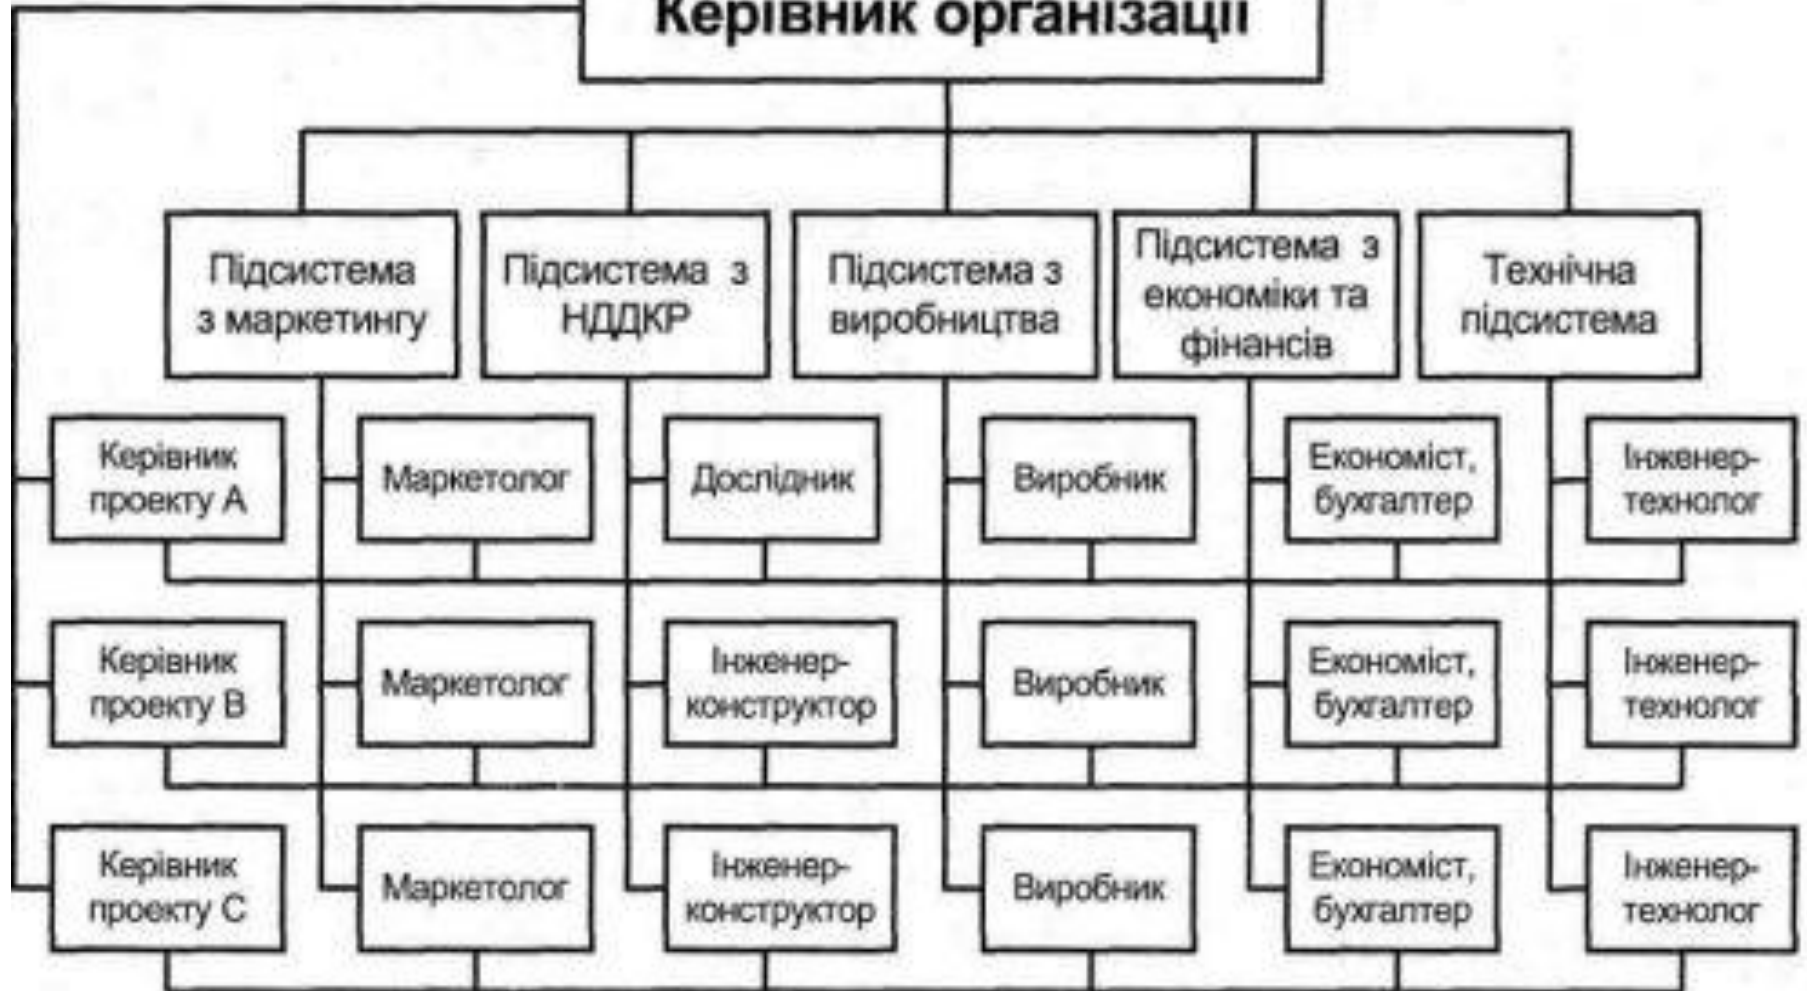 Керівник організації
Підсистема
з маркетингу
Підсистема з
НДДКР
Підсистема з
виробництва
Підсистема з
економіки та
фінансів
Технічна
підсистема
Керівник
проекту А
Маркетолог
Дослідник
Виробник
Економіст,
бухгалтер
Інженер-
технолог
Керівник
проекту В
Маркетолог
Інженер-
конструктор
Виробник
Економіст,
бухгалтер
Інженер-
технолог
Керівник
проекту С
Маркетолог
Інженер-
конструктор
Виробник
Економіст,
бухгалтер
Інженер-
технолог